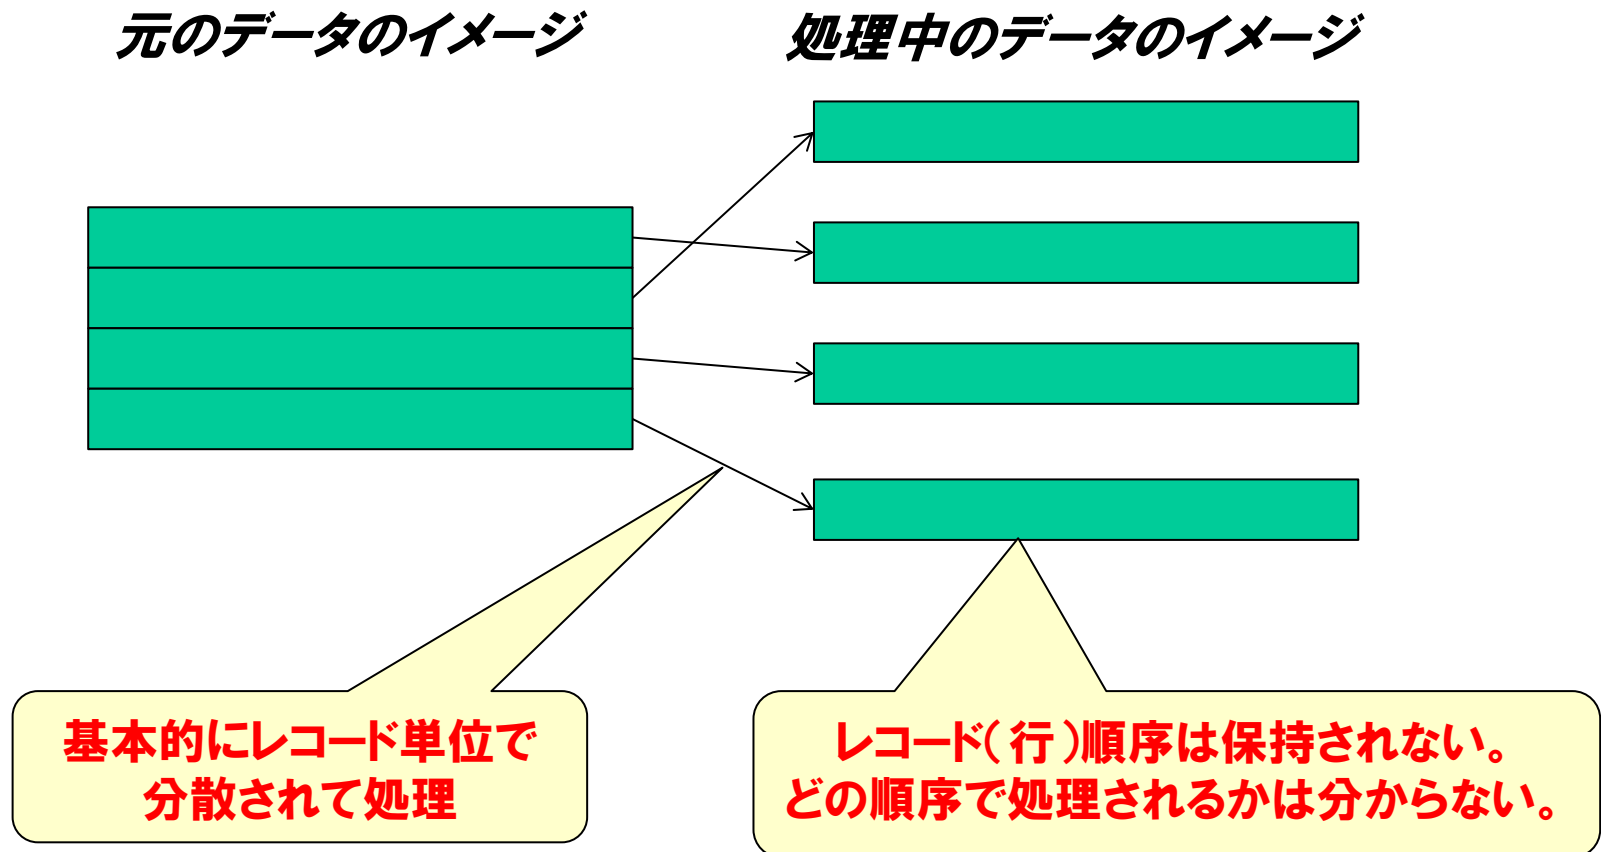 元のデータのイメージ
処理中のデータのイメージ
基本的にレコード単位で
分散されて処理
レコード（行）順序は保持されない。
どの順序で処理されるかは分からない。